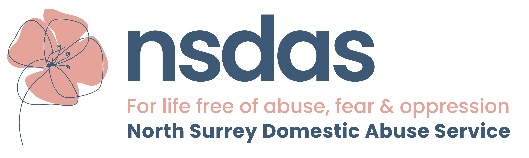 nsdas
For life free of abuse, fear & oppression
North Surrey Domestic Abuse Service